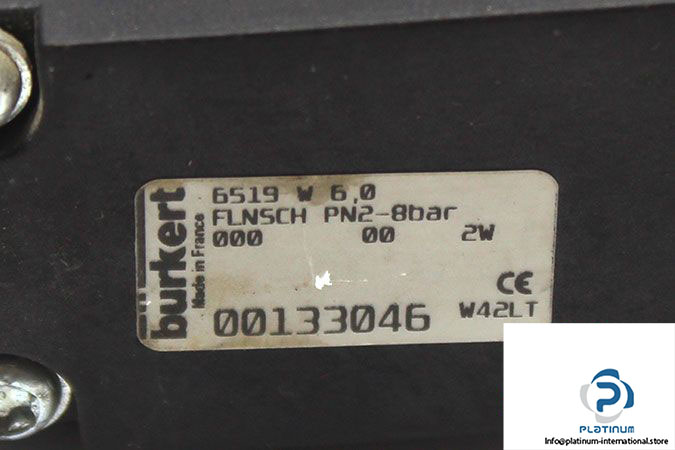 burkert
Made in France
6519 W 6,0
FLNSCH PN2-8bar
000 00 2W
CE
00133046 W42LT
PLATINUM
Info@platinum-international.store